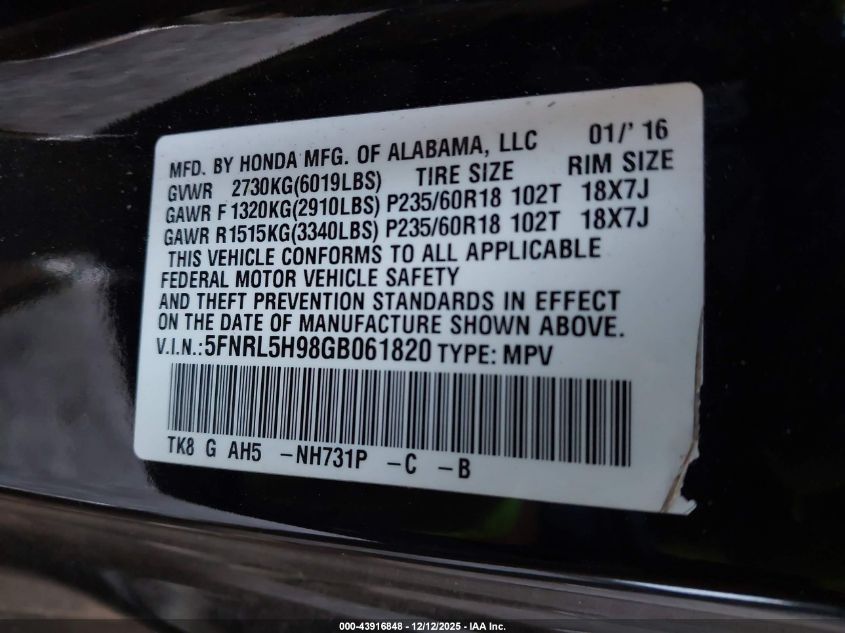 MFD. BY HONDA MFG. OF ALABAMA, LLC 01/' 16
GVWR 2730KG(6019LBS) TIRE SIZE RIM SIZE
GAWR F 1320KG(2910LBS) P235/60R18 102T 18X7J
GAWR R1515KG(3340LBS) P235/60R18 102T 18X7J
THIS VEHICLE CONFORMS TO ALL APPLICABLE
FEDERAL MOTOR VEHICLE SAFETY
AND THEFT PREVENTION STANDARDS IN EFFECT
ON THE DATE OF MANUFACTURE SHOWN ABOVE.
V.I.N.: 5FNRL5H98GB061820 TYPE: MPV
TK8 G AH5 -NH731P -C -B
000-43916848 - 12/12/2025 - IAA Inc.